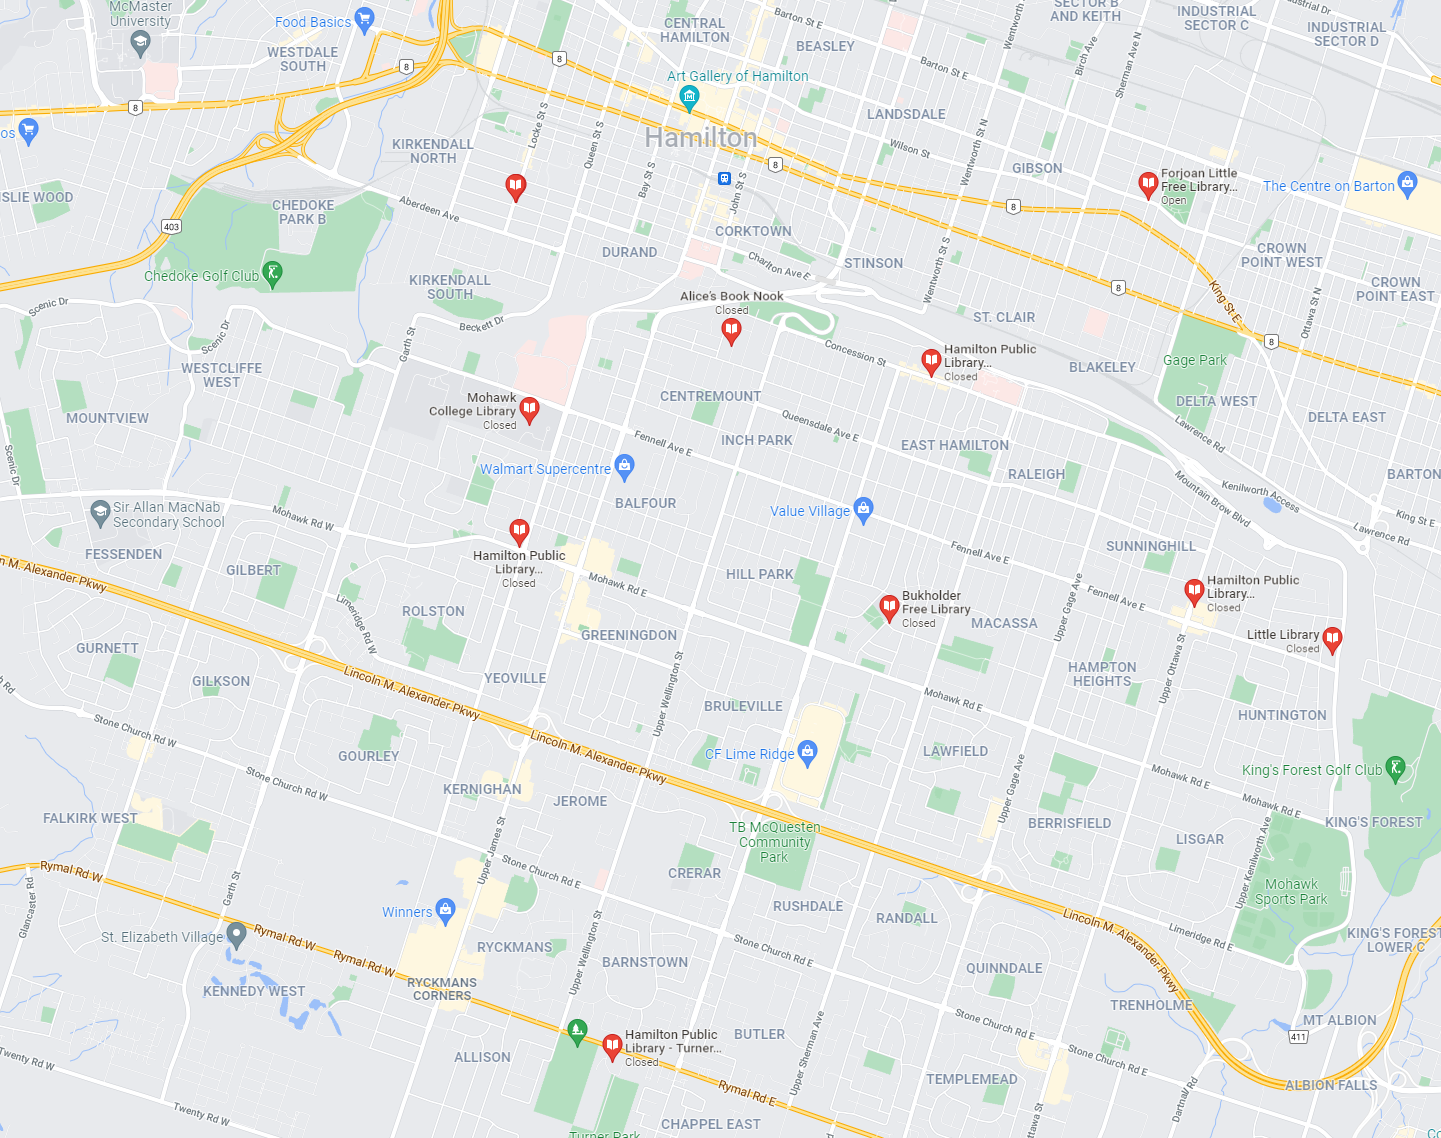 McMaster
University
Food Basics
WESTDALE
SOUTH
CENTRAL
HAMILTON
Barton St E
BEASLEY
Wentworth
SECTOR B
AND KEITH
INDUSTRIAL
SECTOR C
INDUSTRIAL
SECTOR D
Birch Ave
Sherman Ave N
8
8
8
Art Gallery of Hamilton
Barton St E
LANDSDALE
Hamilton
os
KIRKENDALL
NORTH
Locke St S
Queen St S
Bay St S
John St S
8
Wilson St
Wentworth St N
GIBSON
Forjoan Little
Free Library...
Open
The Centre on Barton
CHEDOKE
PARK B
Aberdeen Ave
403
8
DURAND
CORKTOWN
Charlton Ave E
STINSON
Wentworth St S
CROWN
POINT WEST
CROWN
POINT EAST
Chedoke Golf Club
KIRKENDALL
SOUTH
8
King St E
Ottawa St N
Scenic Dr
Scenic Dr
Beckett Dr
Garth St
Alice's Book Nook
Closed
ST. CLAIR
8
WESTCLIFFE
WEST
Concession St
Hamilton Public
Library...
Closed
BLAKELEY
Gage Park
MOUNTVIEW
Mohawk
College Library
Closed
CENTREMOUNT
Queensdale Ave E
DELTA WEST
DELTA EAST
Lawrence Rd
Scenic Dr
Fennell Ave E
INCH PARK
EAST HAMILTON
RALEIGH
BARTON
Walmart Supercentre
BALFOUR
Value Village
Mountain Brow Blvd
Kenilworth Access
King St E
Lawrence Rd
Sir Allan MacNab
Secondary School
Mohawk Rd W
FESSENDEN
GILBERT
Hamilton Public
Library...
Closed
Fennell Ave E
SUNNINGHILL
n M. Alexander Pkwy
HILL PARK
Mohawk Rd E
Limeridge Rd W
ROLSTON
Bukholder
Free Library
Closed
MACASSA
Upper Gage Ave
Fennell Ave E
Hamilton Public
Library...
Closed
Little Library
Closed
GURNETT
GILKSON
GREENINGDON
Upper Wellington St
YEOVILLE
Lincoln M. Alexander Pkwy
HAMPTON
HEIGHTS
Upper Ottawa St
Mohawk Rd E
HUNTINGTON
h Rd
Stone Church Rd W
BRULEVILLE
GOURLEY
Lincoln M. Alexander Pkwy
CF Lime Ridge
LAWFIELD
Upper Gage Ave
Mohawk Rd E
King's Forest Golf Club
Stone Church Rd W
KERNIGHAN
JEROME
FALKIRK WEST
TB McQuesten
Community
Park
BERRISFIELD
Mohawk Rd E
KING'S FOREST
LISGAR
Upper Kenilworth Ave
Upper James St
Stone Church Rd E
CRERAR
Rymal Rd W
Garth St
Glancaster Rd
Mohawk
Sports Park
Winners
RUSHDALE
RANDALL
Lincoln M. Alexander Pkwy
Limeridge Rd E
St. Elizabeth Village
Rymal Rd W
Rymal Rd W
RYCKMANS
Upper Wellington St
Stone Church Rd E
BARNSTOWN
QUINNDALE
KING'S FOREST
LOWER C
KENNEDY WEST
RYCKMANS
CORNERS
TRENHOLME
MT ALBION
411
Hamilton Public
Library - Turner...
Closed
BUTLER
Upper Sherman Ave
Stone Church Rd E
Stone Church Rd E
Twenty Rd W
ALLISON
TEMPLEMEAD
Dartnall Rd
ALBION FALLS
Rymal Rd E
Twenty Rd W
CHAPPEL EAST
Turner Park